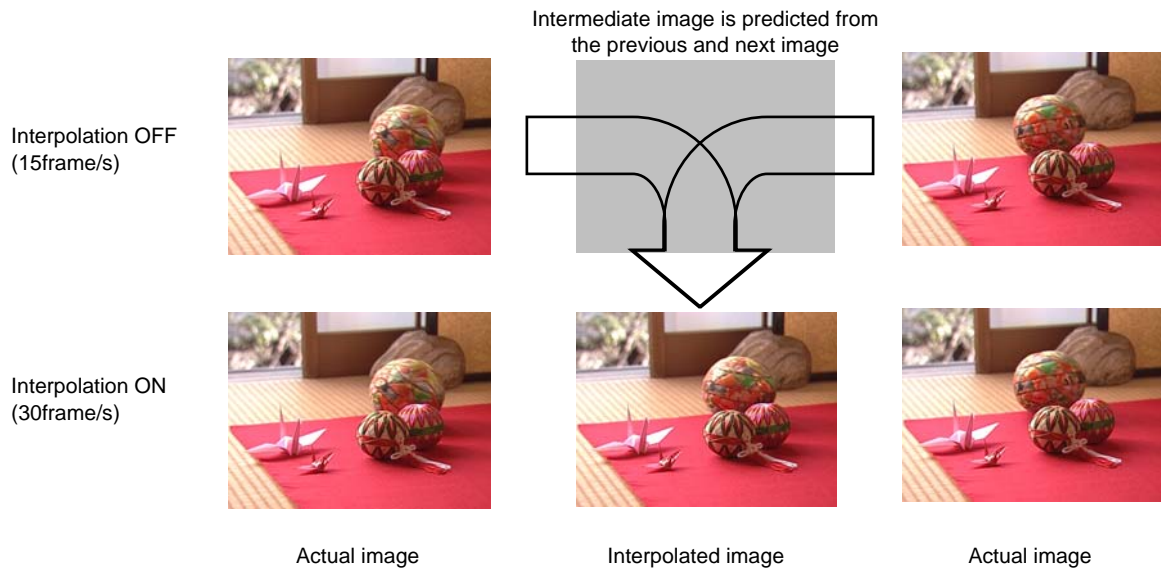 Intermediate image is predicted from
the previous and next image
Interpolation OFF
(15frame/s)
Interpolation ON
(30frame/s)
Actual image
Interpolated image
Actual image